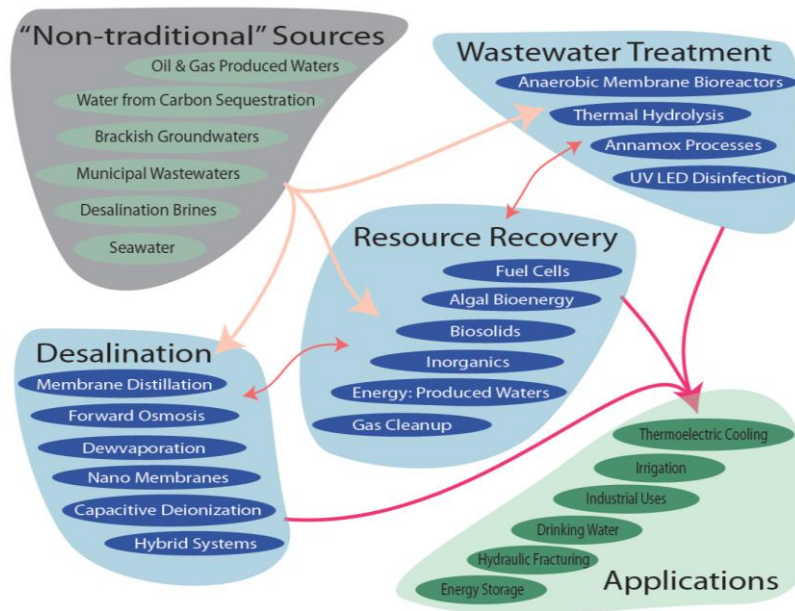 “Non-traditional” Sources
Oil & Gas Produced Waters
Water from Carbon Sequestration
Brackish Groundwaters
Municipal Wastewaters
Desalination Brines
Seawater
Wastewater Treatment
Anaerobic Membrane Bioreactors
Thermal Hydrolysis
Annamox Processes
UV LED Disinfection
Resource Recovery
Fuel Cells
Algal Bioenergy
Biosolids
Inorganics
Energy: Produced Waters
Gas Cleanup
Desalination
Membrane Distillation
Forward Osmosis
Dewvaporation
Nano Membranes
Capacitive Deionization
Hybrid Systems
Thermoelectric Cooling
Irrigation
Industrial Uses
Drinking Water
Hydraulic Fracturing
Energy Storage
Applications